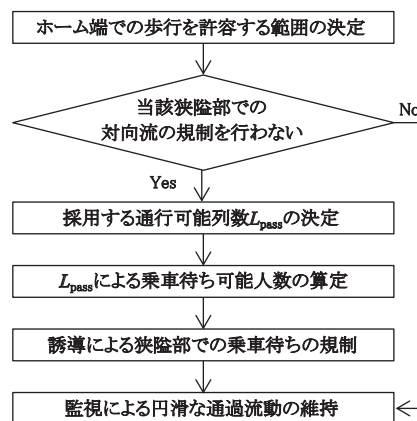 ホーム端での歩行を許容する範囲の決定
当該狭隘部での
対向流の規制を行わない
No
Yes
採用する通行可能列数Lpassの決定
Lpassによる乗車待ち可能人数の算定
誘導による狭隘部での乗車待ちの規制
監視による円滑な通過流動の維持